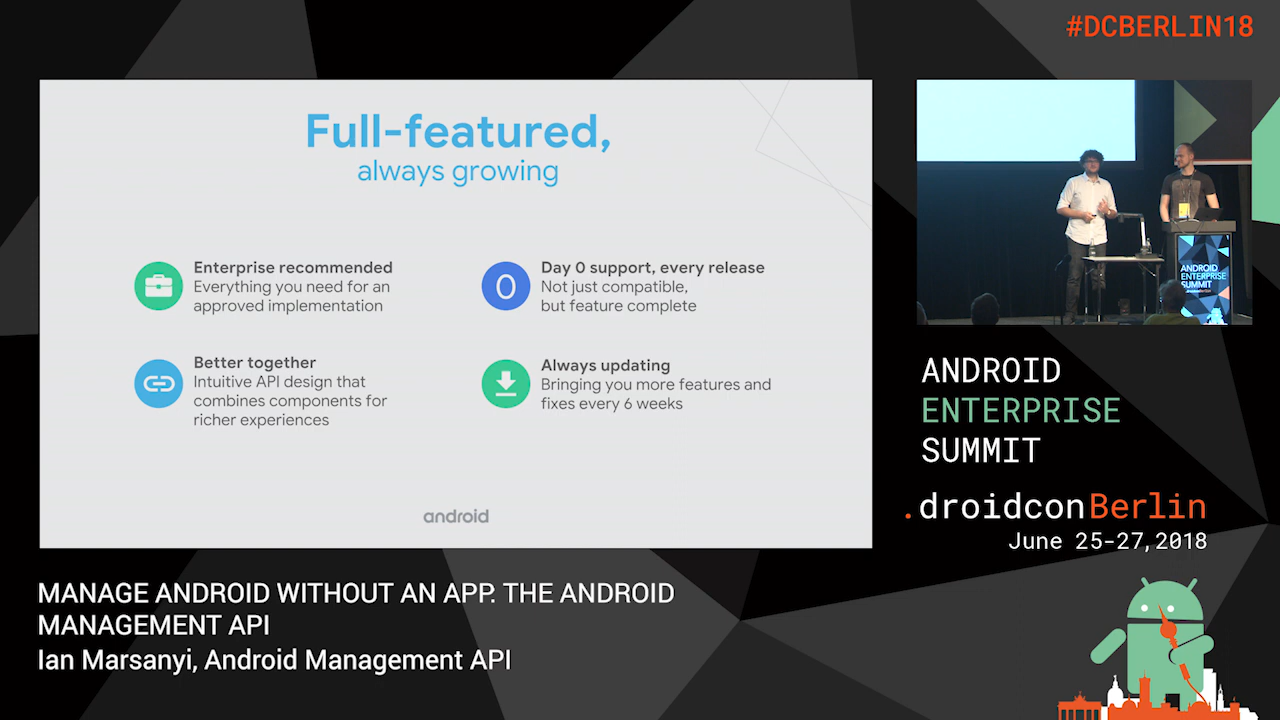 #DCBERLIN18
Full-featured,
always growing
Enterprise recommended
Everything you need for an
approved implementation
Day 0 support, every release
Not just compatible,
but feature complete
Better together
Intuitive API design that
combines components for
richer experiences
Always updating
Bringing you more features and
fixes every 6 weeks
0
android
ANDROID
ENTERPRISE
SUMMIT
ANDROID
ENTERPRISE
SUMMIT
.droidconBerlin
June 25-27,2018
MANAGE ANDROID WITHOUT AN APP: THE ANDROID
MANAGEMENT API
Ian Marsanyi, Android Management API